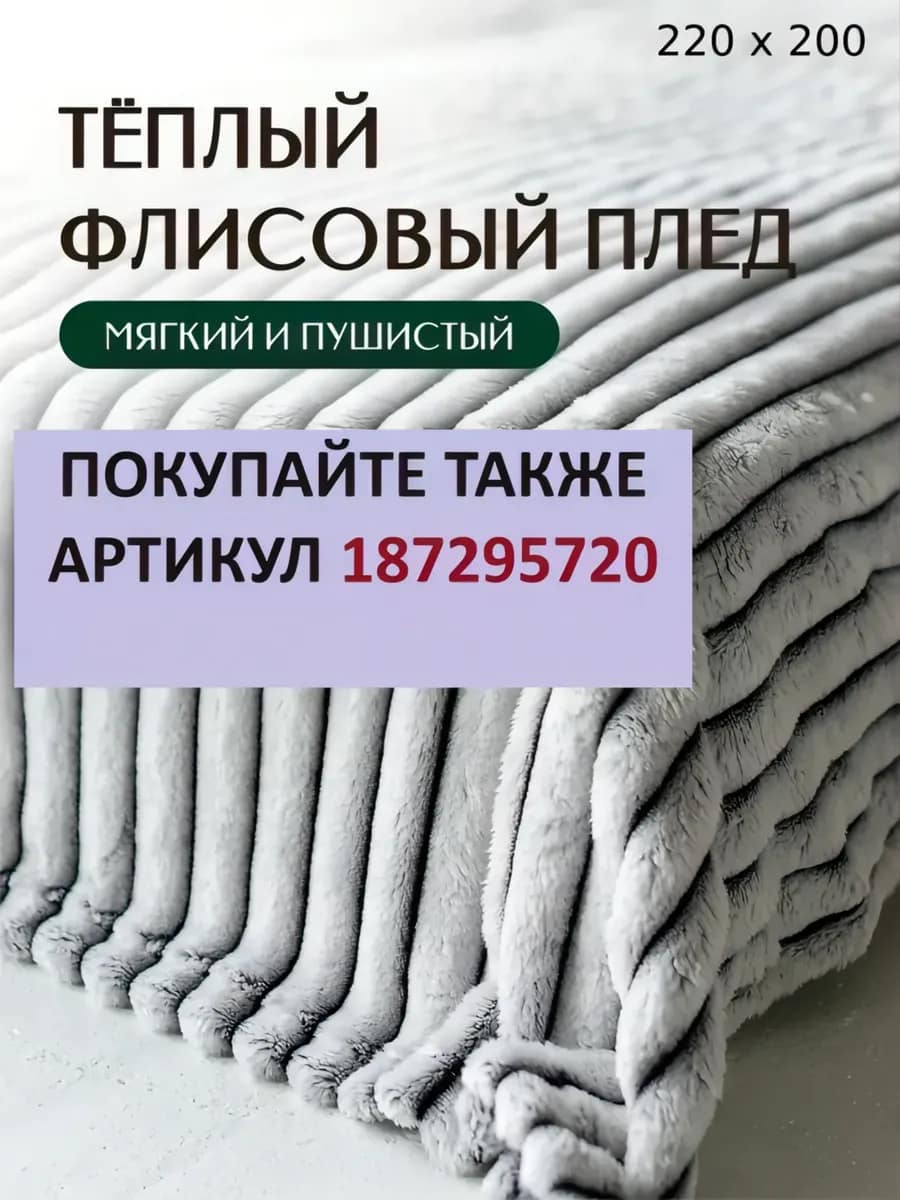 220 x 200
ТЁПЛЫЙ
ФЛИСОВЫЙ ПЛЕД
МЯГКИЙ И ПУШИСТЫЙ
ПОКУПАЙТЕ ТАКЖЕ
АРТИКУЛ 187295720